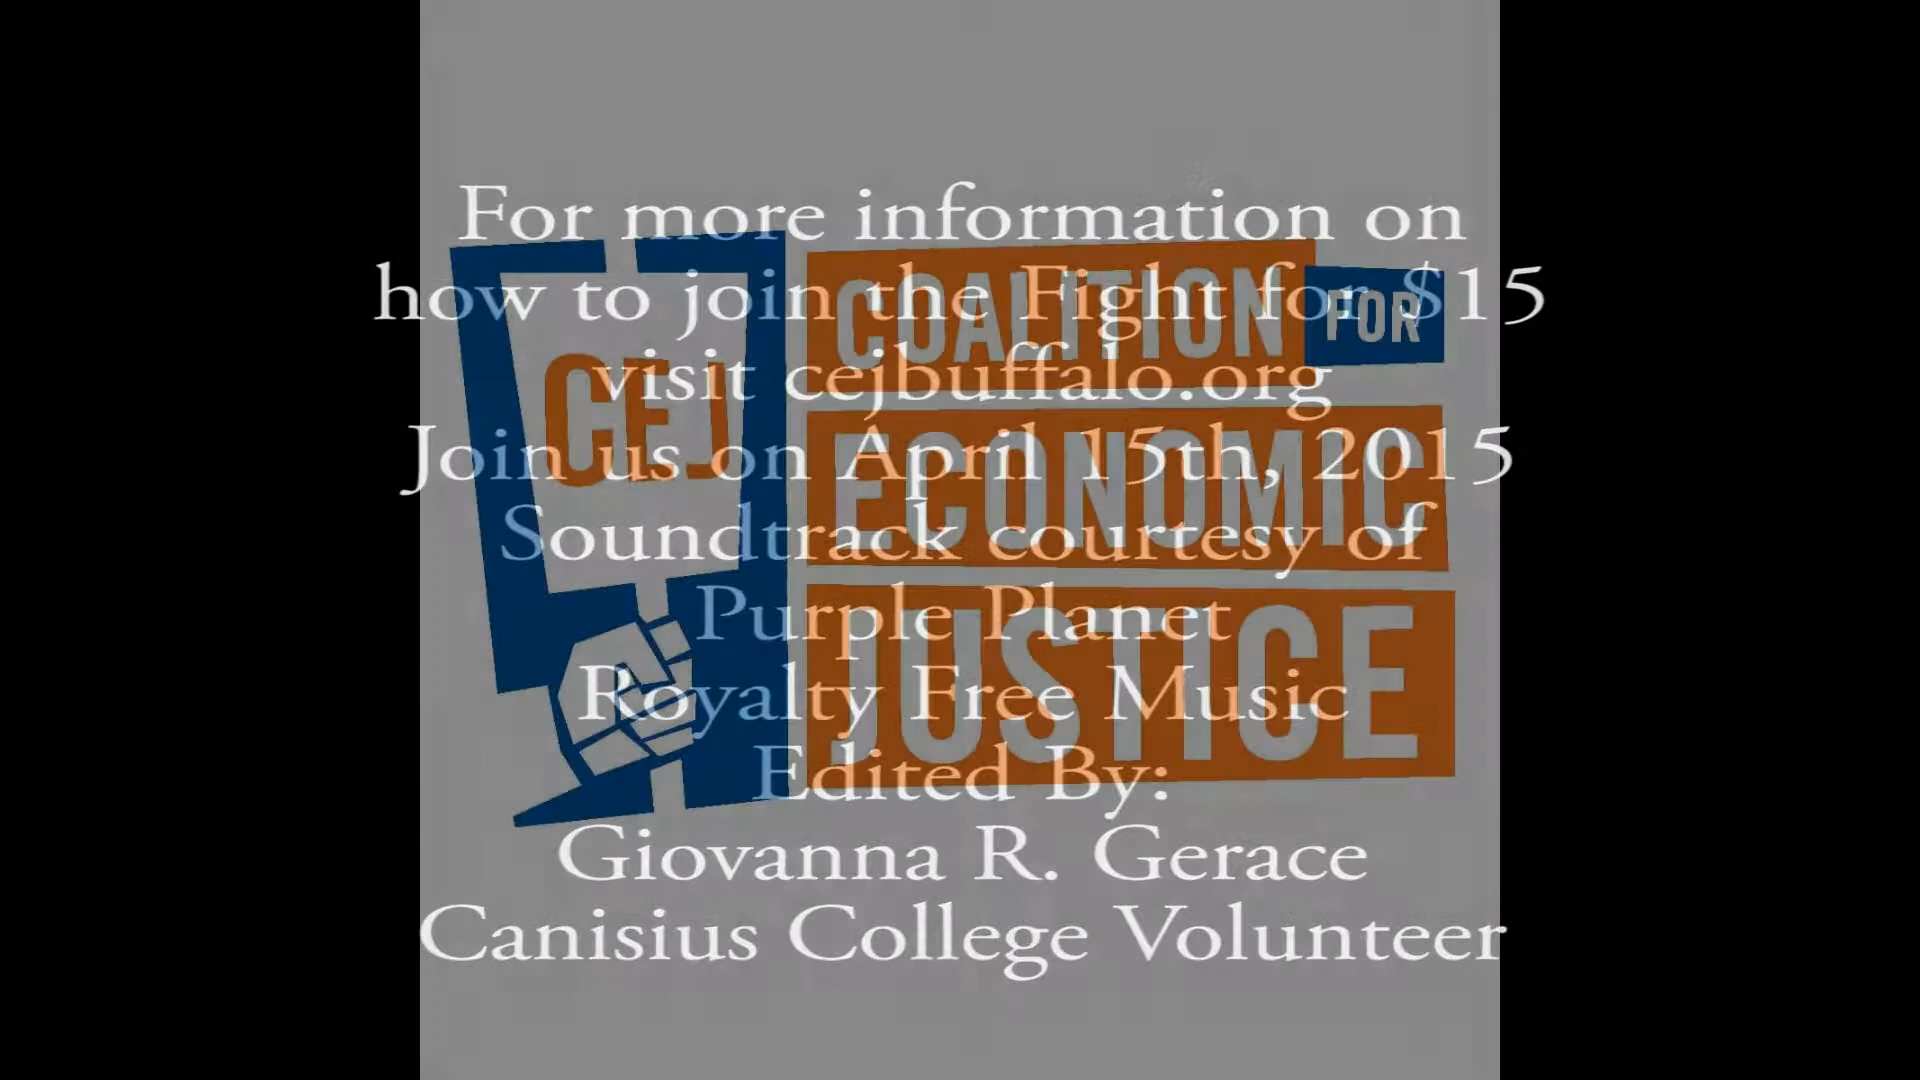 For more information on
how to join the Fight for $15
visit cejbuffalo.org
Join us on April 15th, 2015
Soundtrack courtesy of
Purple Planet
Royalty Free Music
Edited By:
Giovanna R. Gerace
Canisius College Volunteer
CEJ
COALITION FOR
ECONOMIC
JUSTICE